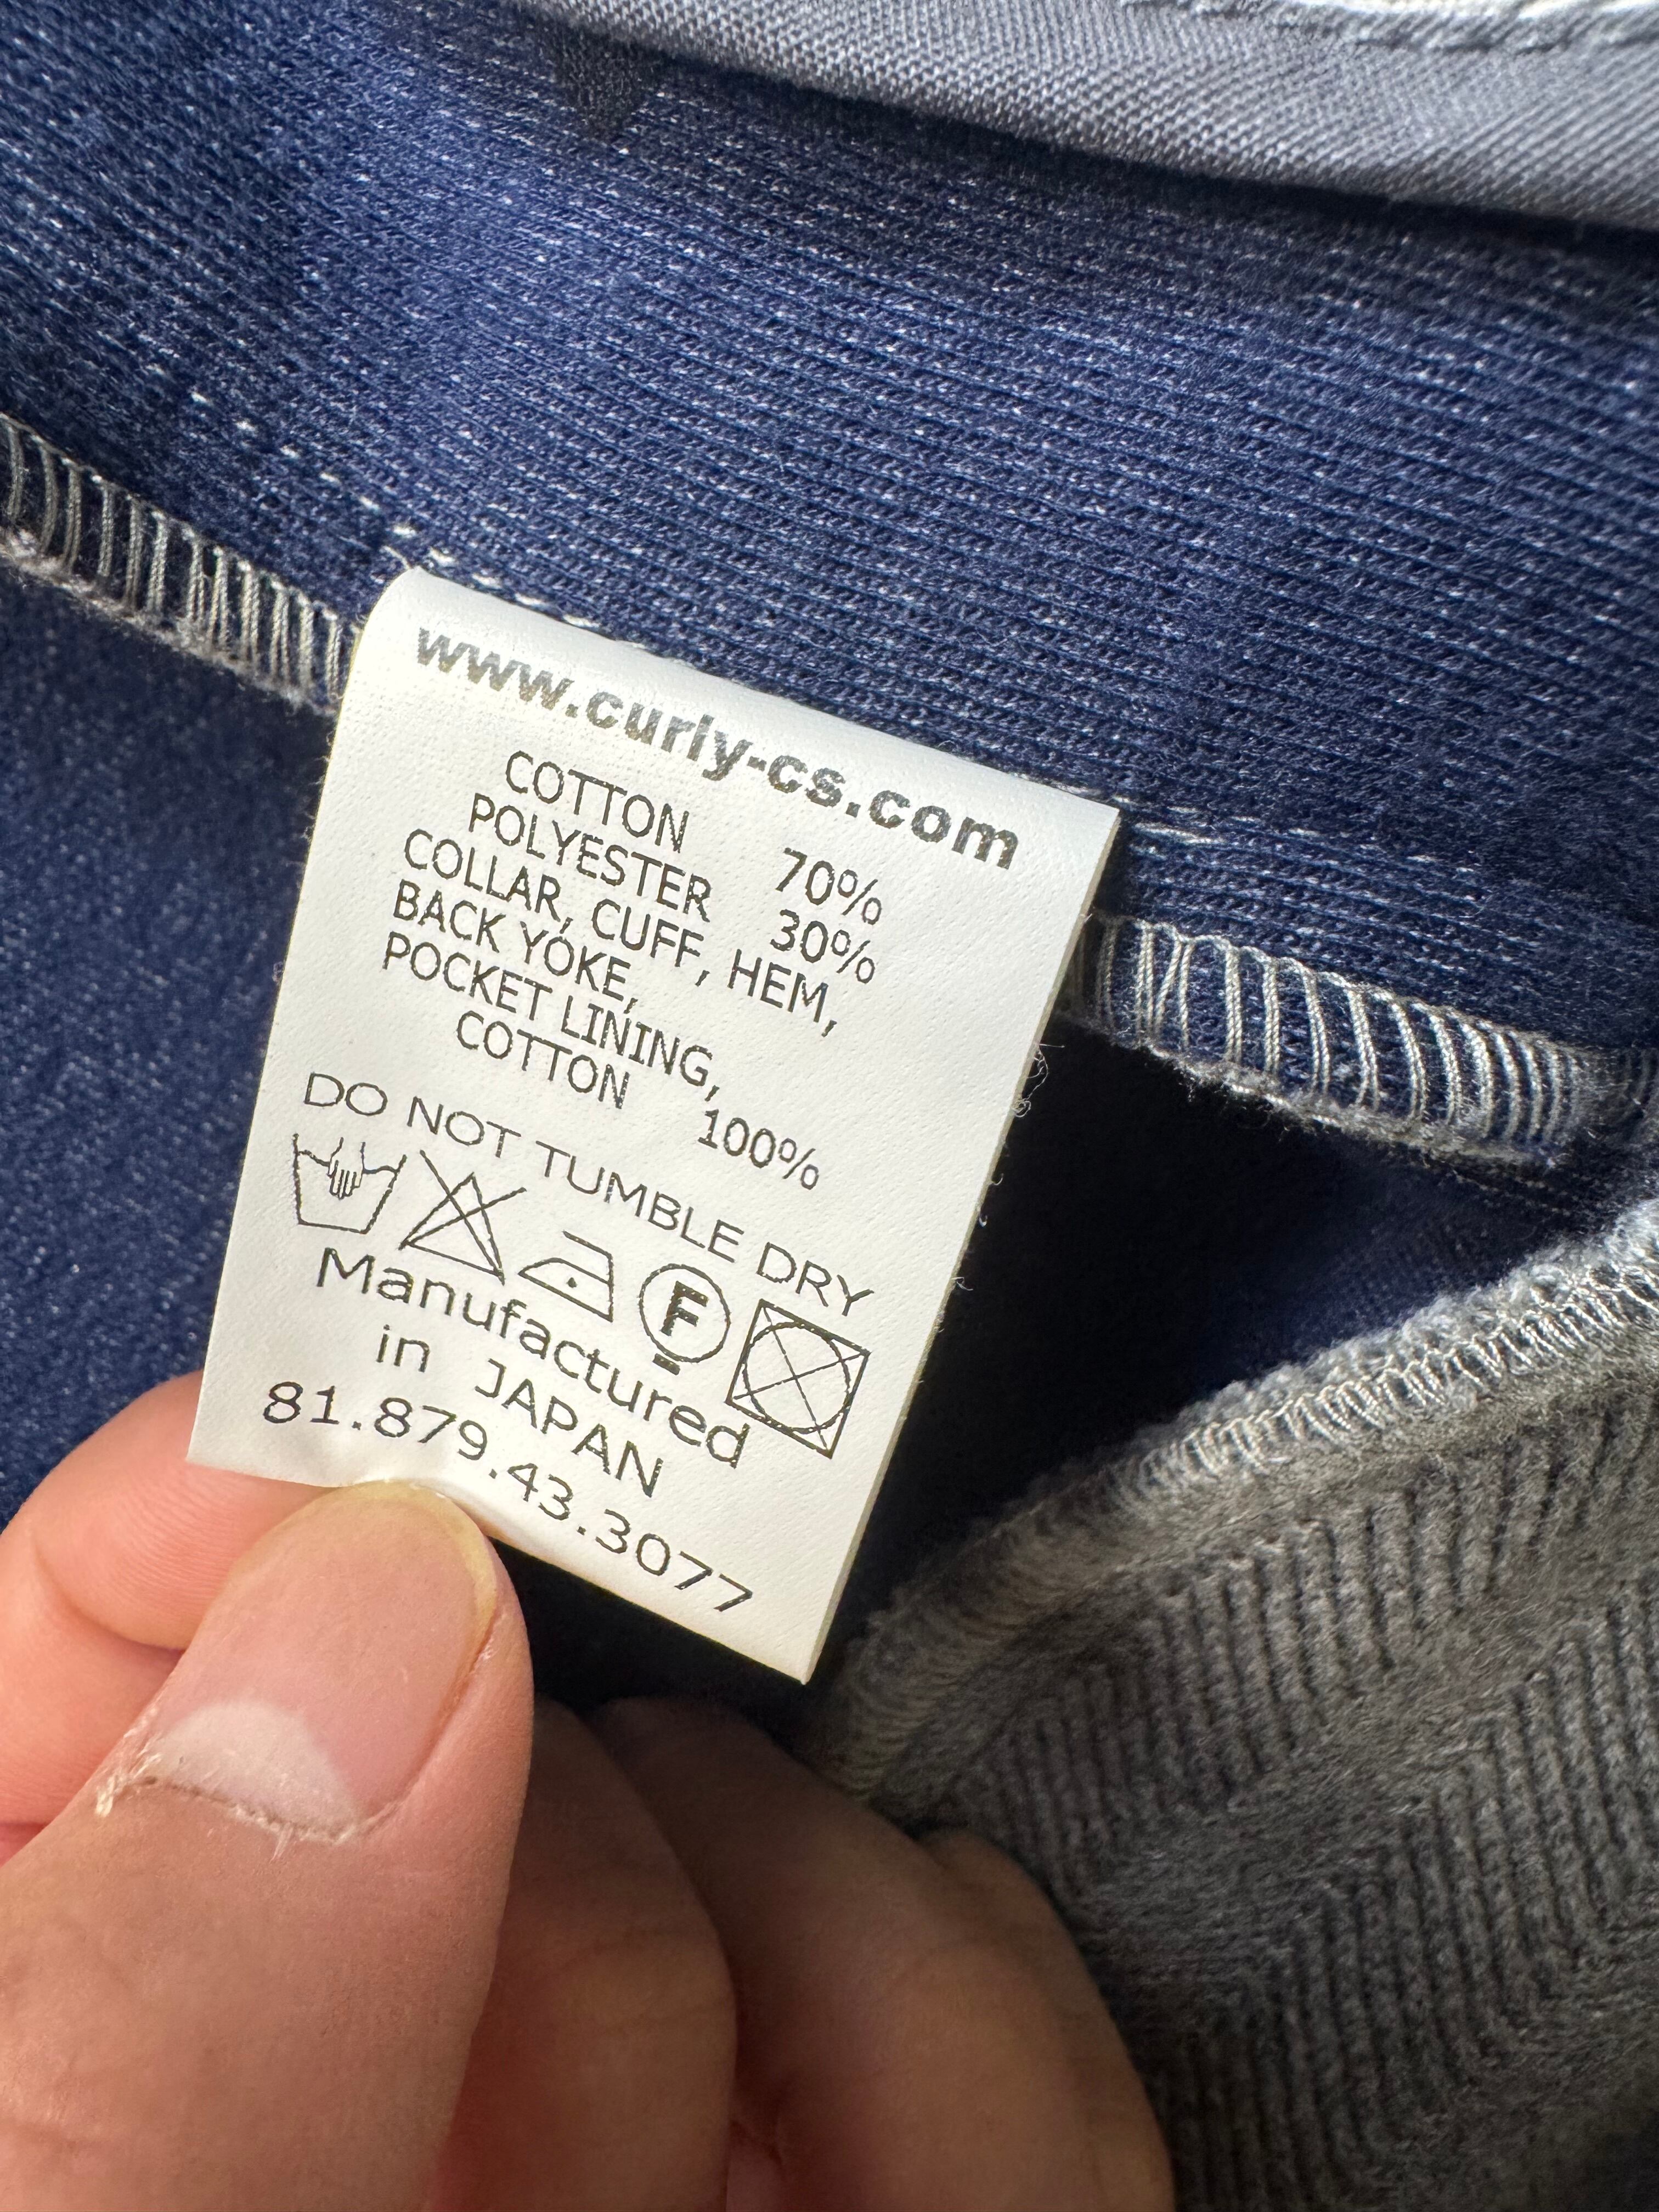 www.curly-cs.com
COTTON 70%
POLYESTER 30%
COLLAR, CUFF, HEM,
BACK YOKE,
POCKET LINING,
COTTON 100%
DO NOT TUMBLE DRY
F
Manufactured
in JAPAN
81.879.43.3077